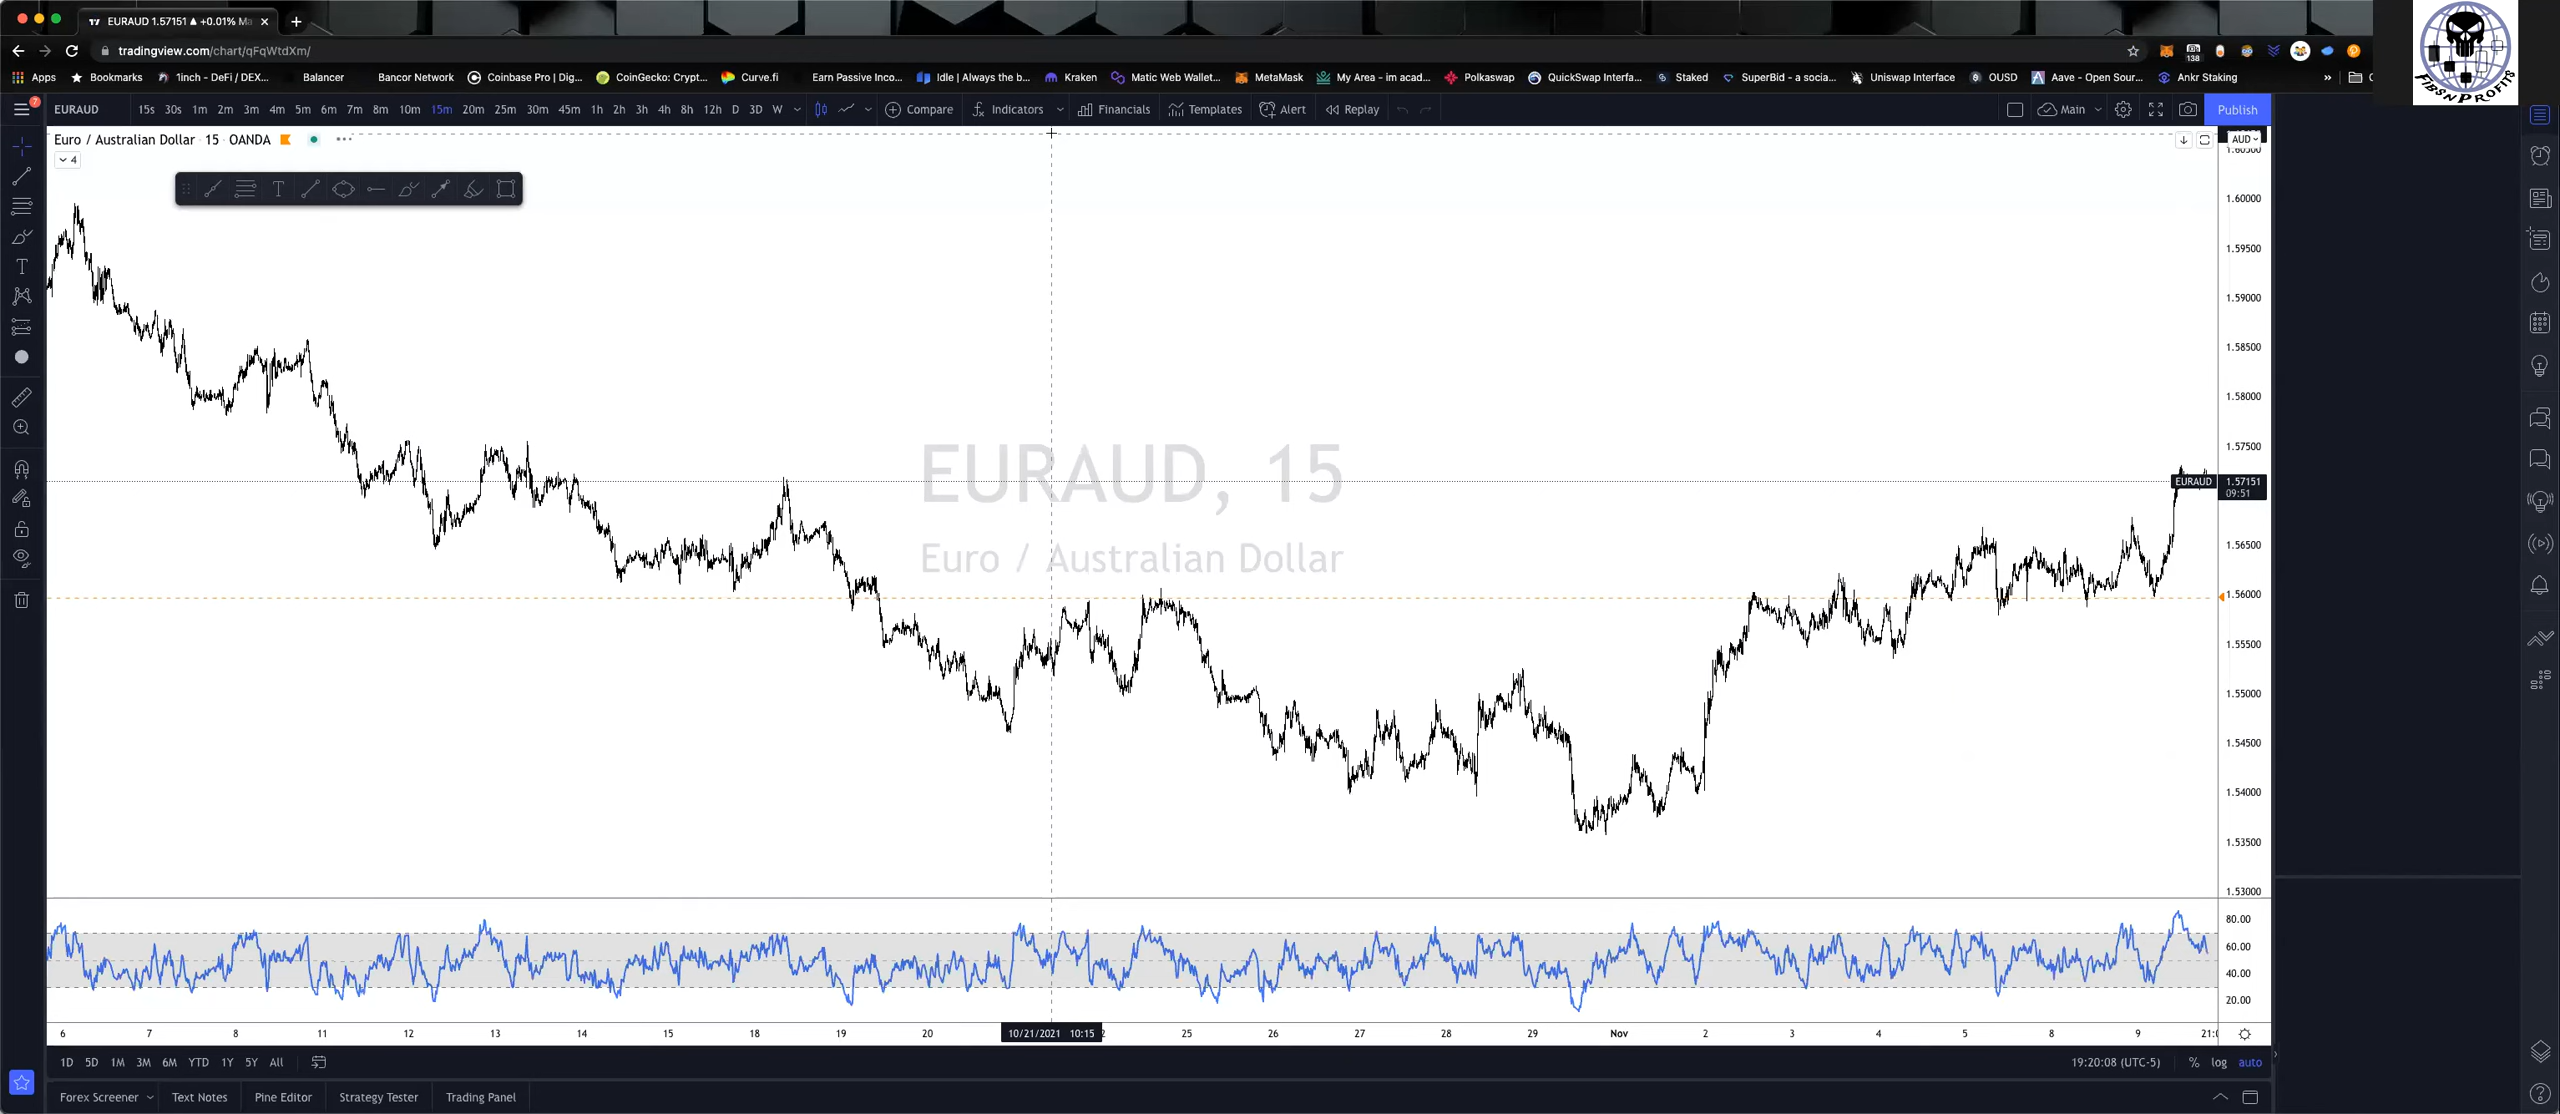 EURAUD 1.57151 ▲ +0.01% Ma
tradingview.com/chart/qFqWtdXm/
138
Apps Bookmarks 1inch - DeFi / DEX... Balancer Bancor Network Coinbase Pro | Dig... CoinGecko: Crypt... Curve.fi Earn Passive Inco... Idle | Always the b... Kraken Matic Web Wallet... MetaMask My Area - im acad... Polkaswap QuickSwap Interfa... Staked SuperBid - a socia... Uniswap Interface OUSD Aave - Open Sour... Ankr Staking »
FIBSNPROFITS
7 EURAUD 15s 30s 1m 2m 3m 4m 5m 6m 7m 8m 10m 15m 20m 25m 30m 45m 1h 2h 3h 4h 8h 12h D 3D W Compare Indicators Financials Templates Alert Replay Main Publish
Euro / Australian Dollar · 15 · OANDA
AUD
4
1.60500
1.60000
1.59500
1.59000
1.58500
1.58000
1.57500
EURAUD 1.57151
09:51
1.56500
1.56000
1.55500
1.55000
1.54500
1.54000
1.53500
1.53000
EURAUD, 15
Euro / Australian Dollar
80.00
60.00
40.00
20.00
6 7 8 11 12 13 14 15 18 19 20 10/21/2021 10:15 2 25 26 27 28 29 Nov 2 3 4 5 8 9 21:0
1D 5D 1M 3M 6M YTD 1Y 5Y All 19:20:08 (UTC-5) % log auto
Forex Screener Text Notes Pine Editor Strategy Tester Trading Panel